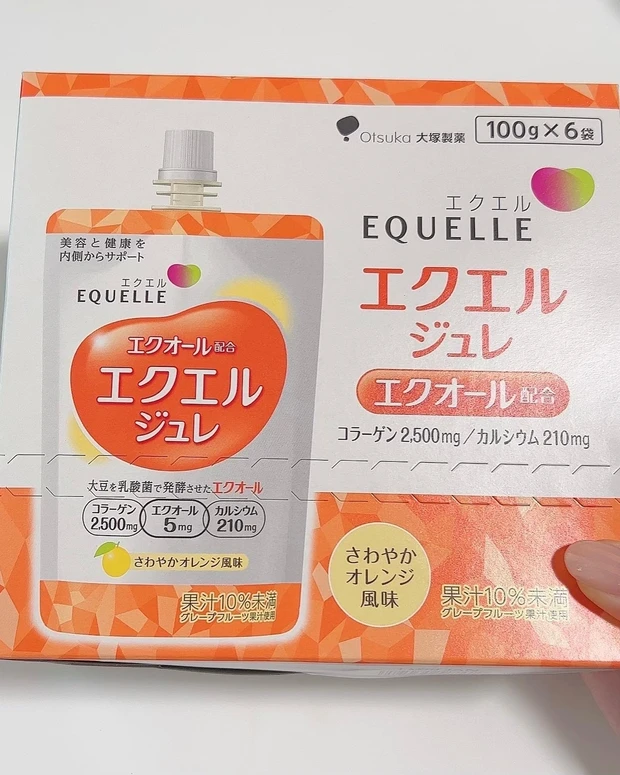 Otsuka 大塚製薬
100g×6袋
エクエル
EQUELLE
エクエル
ジュレ
エクオール配合
コラーゲン2,500mg／カルシウム210mg
さわやか
オレンジ
風味
果汁10%未満
グレープフルーツ果汁使用
美容と健康を
内側からサポート
エクエル
EQUELLE
エクオール配合
エクエル
ジュレ
大豆を乳酸菌で発酵させたエクオール
コラーゲン 2,500mg
エクオール 5mg
カルシウム 210mg
さわやかオレンジ風味
果汁10%未満
グレープフルーツ果汁使用